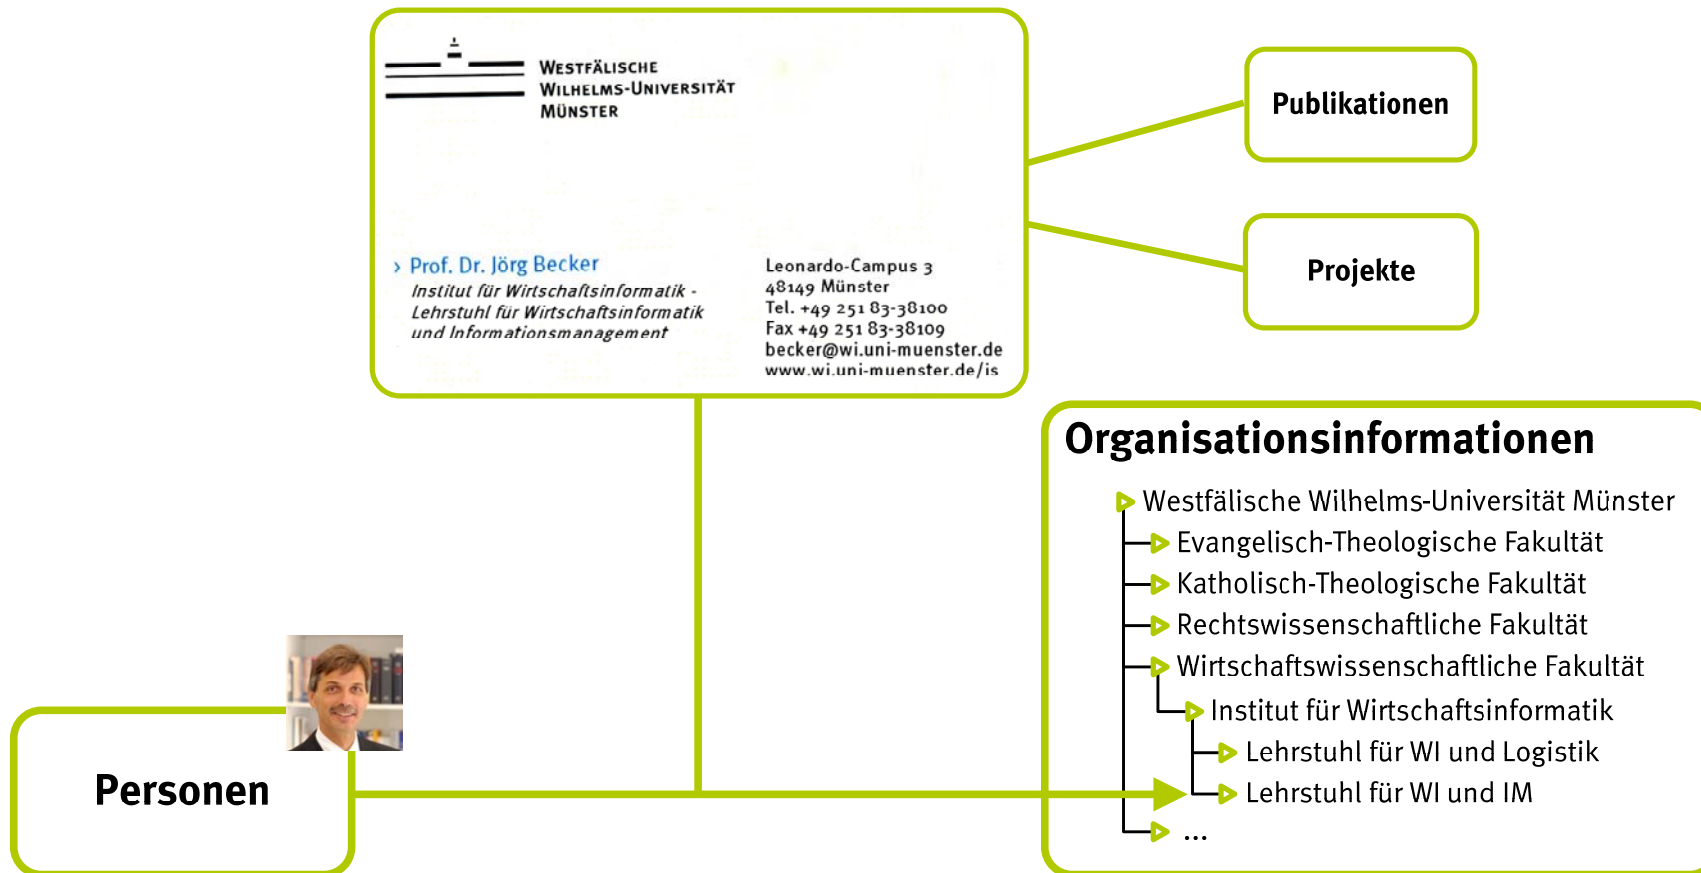 WESTFÄLISCHE
WILHELMS-UNIVERSITÄT
MÜNSTER
› Prof. Dr. Jörg Becker
Institut für Wirtschaftsinformatik -
Lehrstuhl für Wirtschaftsinformatik
und Informationsmanagement
Leonardo-Campus 3
48149 Münster
Tel. +49 251 83-38100
Fax +49 251 83-38109
becker@wi.uni-muenster.de
www.wi.uni-muenster.de/is
Publikationen
Projekte
Organisationsinformationen
Westfälische Wilhelms-Universität Münster
Evangelisch-Theologische Fakultät
Katholisch-Theologische Fakultät
Rechtswissenschaftliche Fakultät
Wirtschaftswissenschaftliche Fakultät
Institut für Wirtschaftsinformatik
Lehrstuhl für WI und Logistik
Lehrstuhl für WI und IM
...
Personen